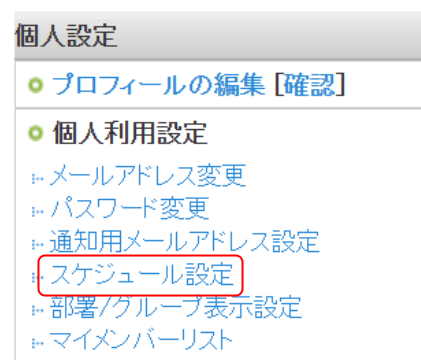 個人設定
プロフィールの編集 [確認]
個人利用設定
メールアドレス変更
パスワード変更
通知用メールアドレス設定
スケジュール設定
部署/グループ表示設定
マイメンバーリスト